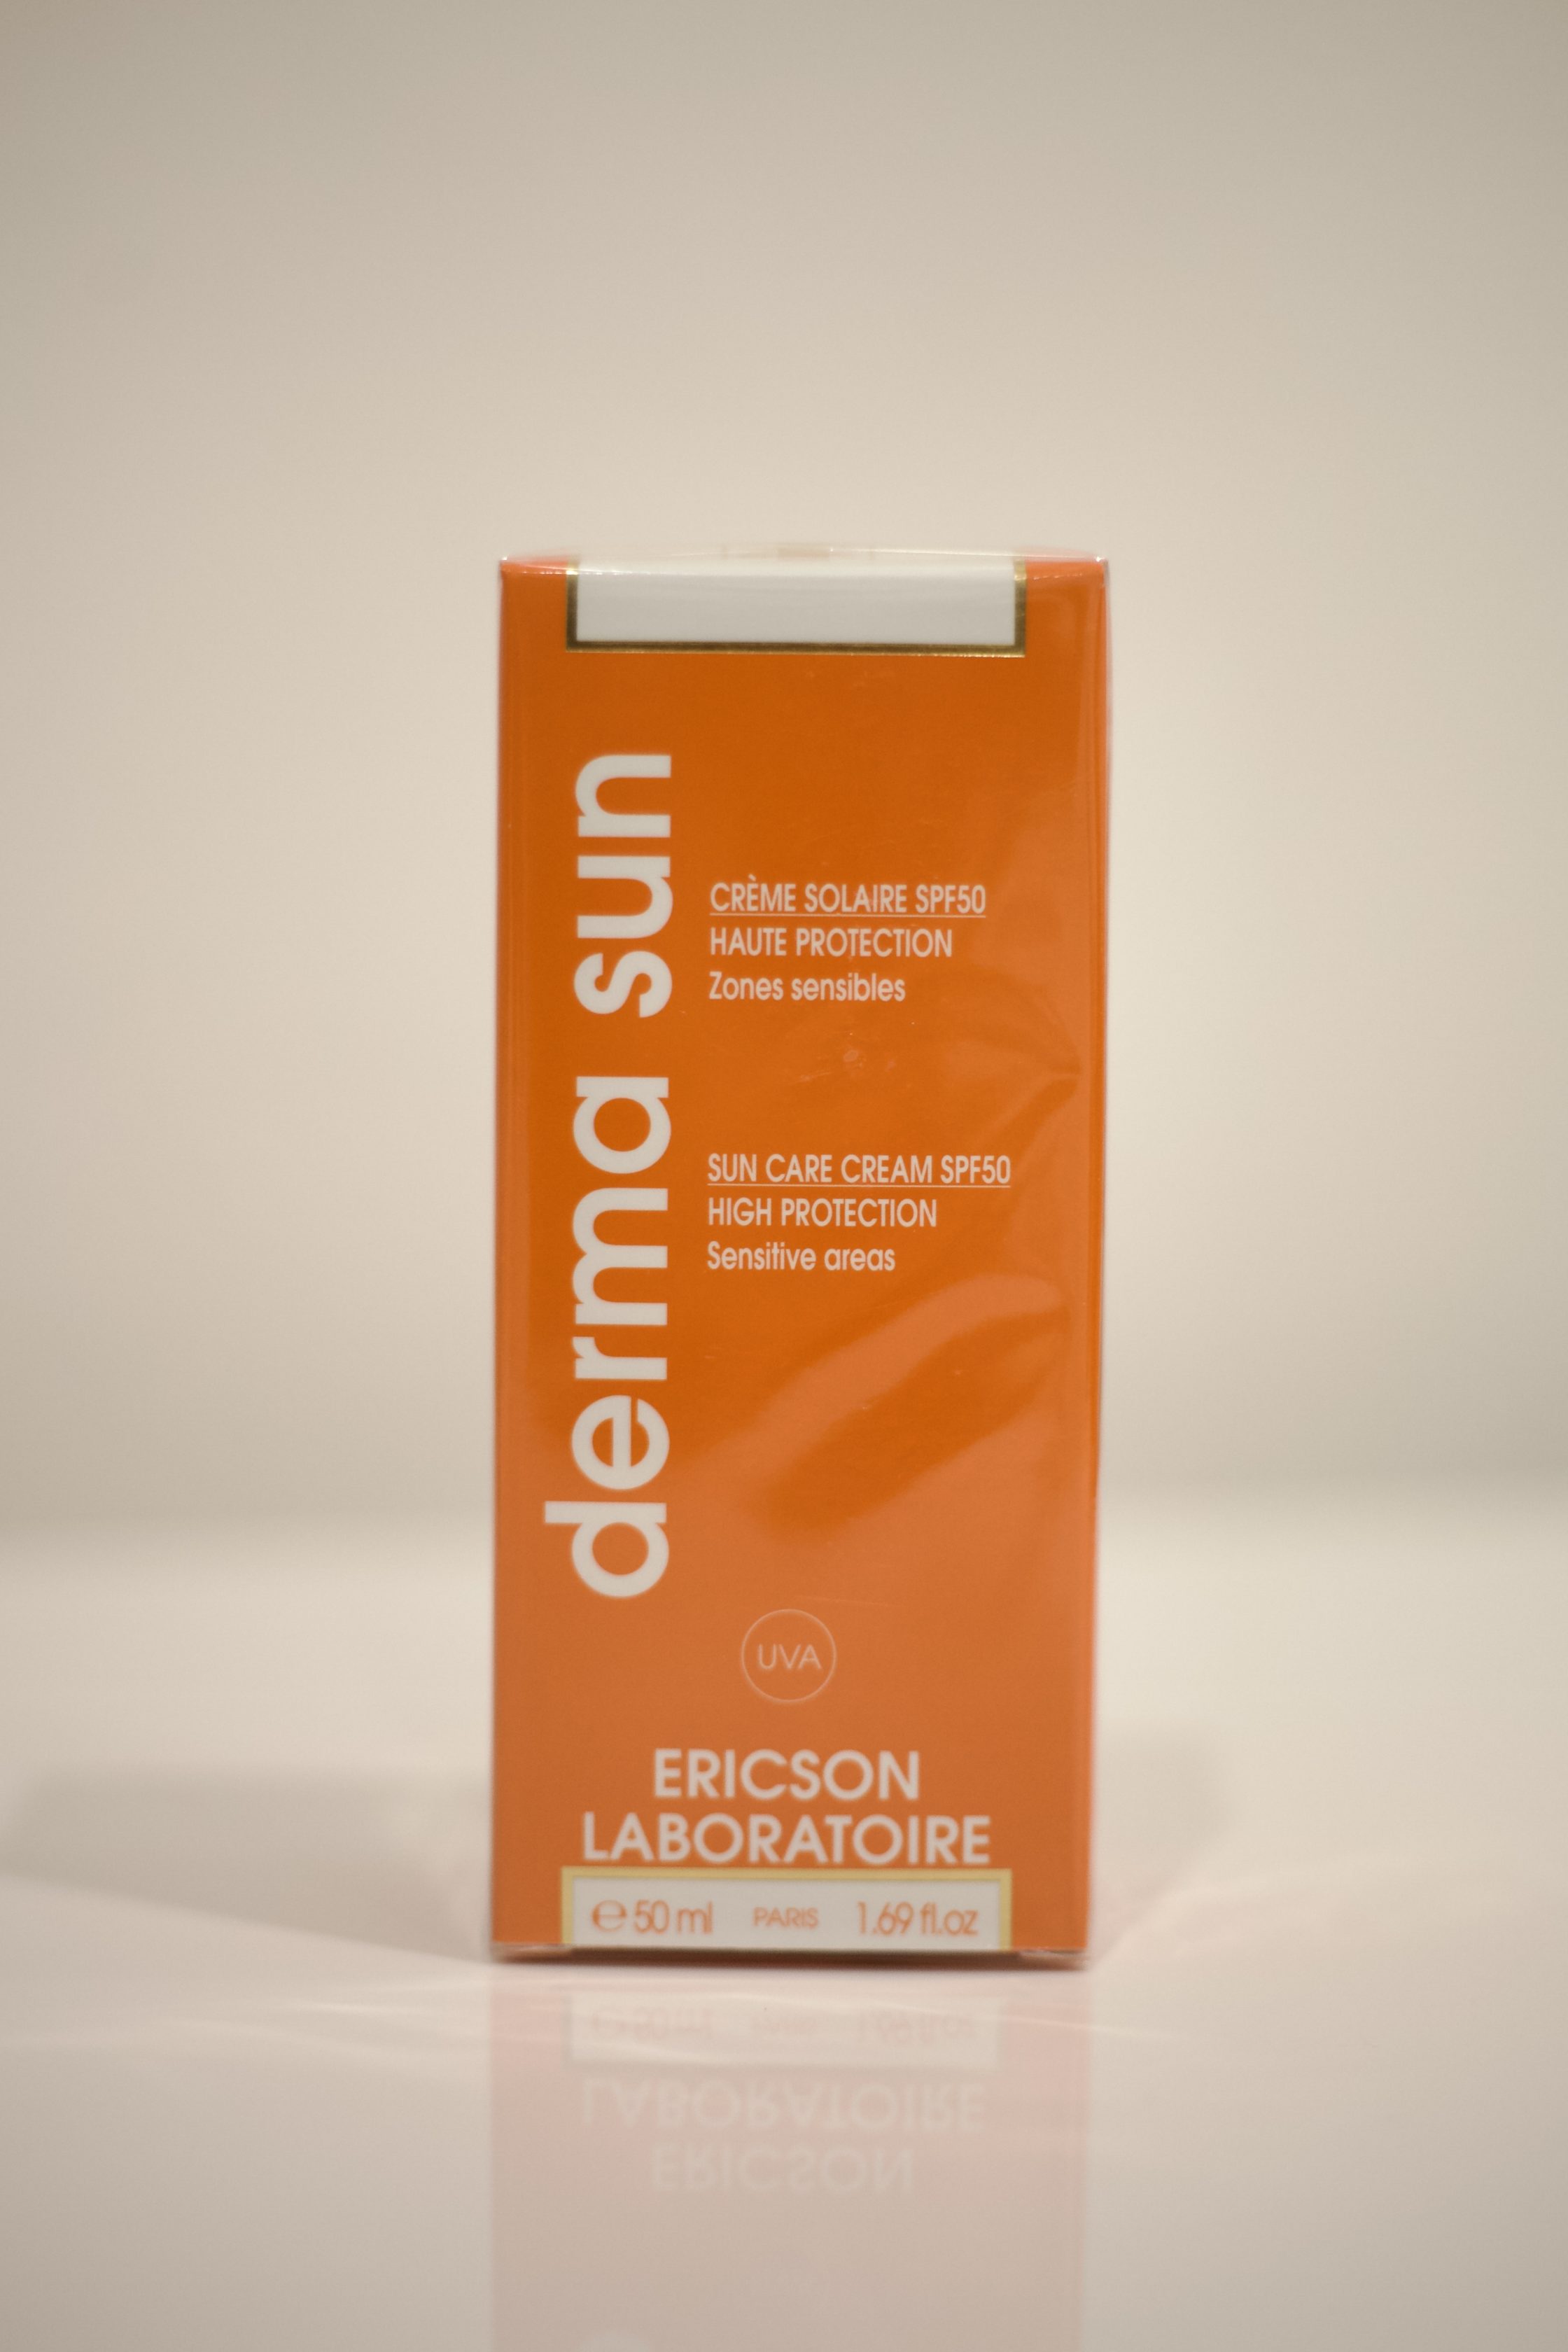 derma sun
CRÈME SOLAIRE SPF50
HAUTE PROTECTION
Zones sensibles
SUN CARE CREAM SPF50
HIGH PROTECTION
Sensitive areas
UVA
ERICSON
LABORATOIRE
℮ 50 ml PARIS 1.69 fl.oz